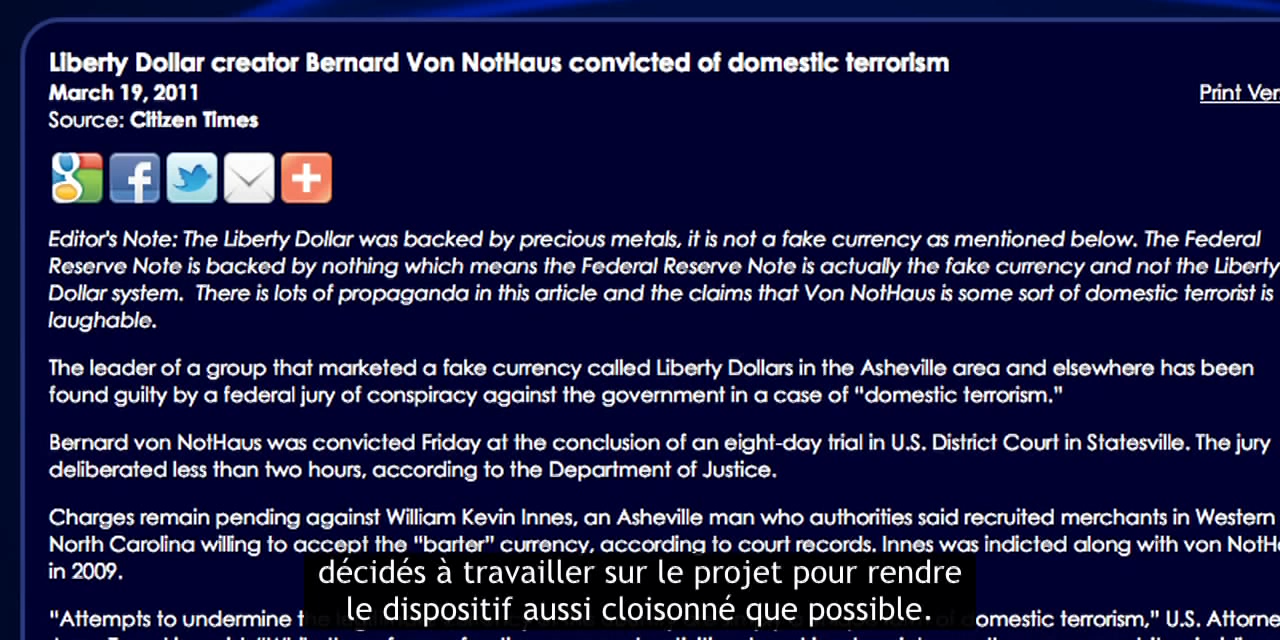 Liberty Dollar creator Bernard Von NotHaus convicted of domestic terrorism
March 19, 2011
Print Ver
Source: Citizen Times
Editor's Note: The Liberty Dollar was backed by precious metals, it is not a fake currency as mentioned below. The Federal
Reserve Note is backed by nothing which means the Federal Reserve Note is actually the fake currency and not the Liberty
Dollar system. There is lots of propaganda in this article and the claims that Von NotHaus is some sort of domestic terrorist is
laughable.
The leader of a group that marketed a fake currency called Liberty Dollars in the Asheville area and elsewhere has been
found guilty by a federal jury of conspiracy against the government in a case of "domestic terrorism."
Bernard von NotHaus was convicted Friday at the conclusion of an eight-day trial in U.S. District Court in Statesville. The jury
deliberated less than two hours, according to the Department of Justice.
Charges remain pending against William Kevin Innes, an Asheville man who authorities said recruited merchants in Western
North Carolina willing to accept the "barter" currency, according to court records. Innes was indicted along with von NotH
in 2009.
"Attempts to undermine domestic terrorism," U.S. Attorne
décidés à travailler sur le projet pour rendre
le dispositif aussi cloisonné que possible.